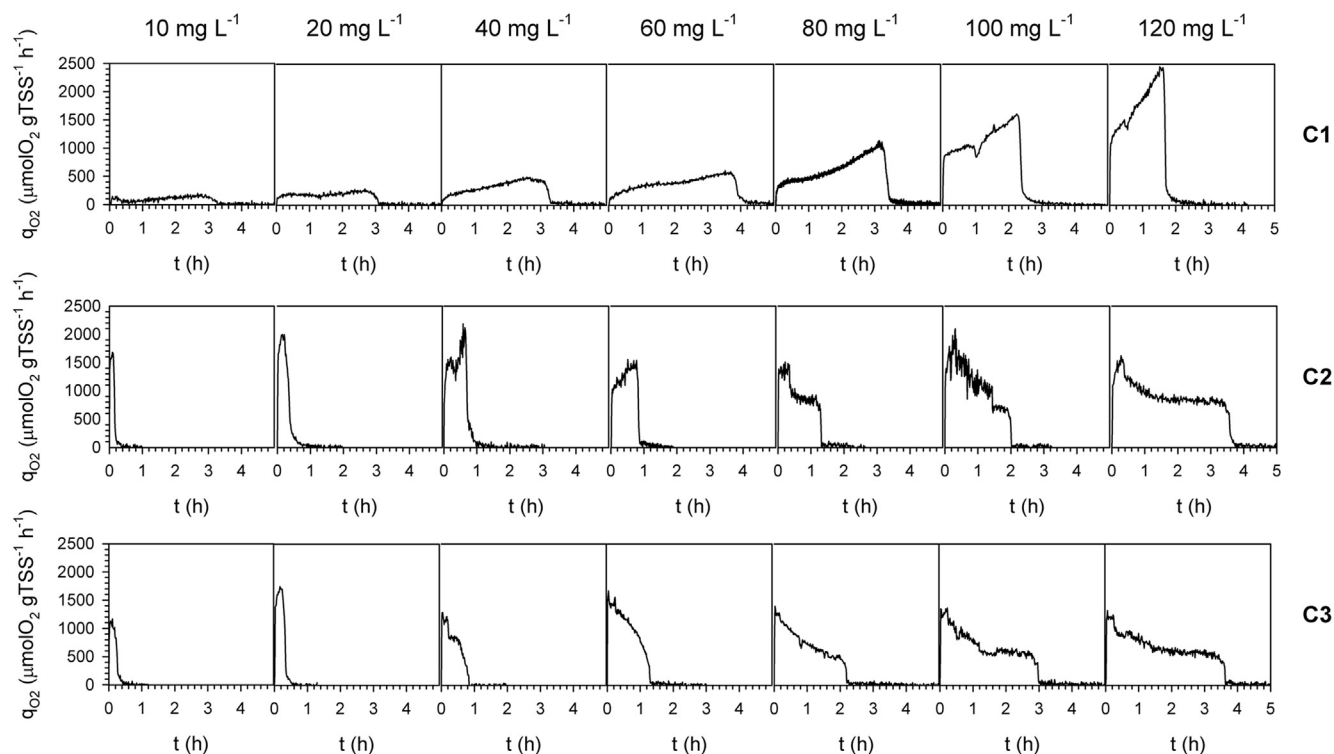 10 mg L⁻¹ 20 mg L⁻¹ 40 mg L⁻¹ 60 mg L⁻¹ 80 mg L⁻¹ 100 mg L⁻¹ 120 mg L⁻¹
qO2 (µmolO₂ gTSS⁻¹ h⁻¹)
2500
2000
1500
1000
500
0
C1
0 1 2 3 4 0 1 2 3 4 0 1 2 3 4 0 1 2 3 4 0 1 2 3 4 0 1 2 3 4 0 1 2 3 4 5
t (h) t (h) t (h) t (h) t (h) t (h) t (h)
qO2 (µmolO₂ gTSS⁻¹ h⁻¹)
2500
2000
1500
1000
500
0
C2
0 1 2 3 4 0 1 2 3 4 0 1 2 3 4 0 1 2 3 4 0 1 2 3 4 0 1 2 3 4 0 1 2 3 4 5
t (h) t (h) t (h) t (h) t (h) t (h) t (h)
qO2 (µmolO₂ gTSS⁻¹ h⁻¹)
2500
2000
1500
1000
500
0
C3
0 1 2 3 4 0 1 2 3 4 0 1 2 3 4 0 1 2 3 4 0 1 2 3 4 0 1 2 3 4 0 1 2 3 4 5
t (h) t (h) t (h) t (h) t (h) t (h) t (h)